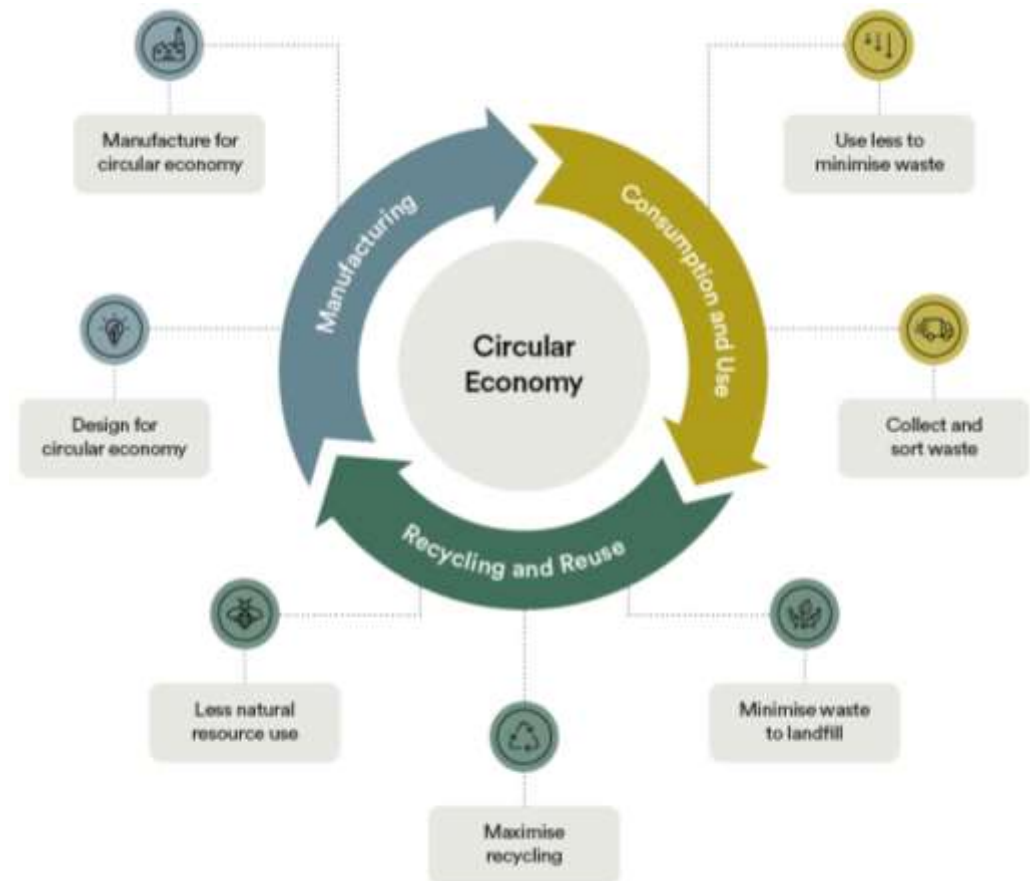 Manufacture for
circular economy
Use less to
minimise waste
Manufacturing
Consumption and Use
Circular
Economy
Design for
circular economy
Collect and
sort waste
Recycling and Reuse
Less natural
resource use
Minimise waste
to landfill
Maximise
recycling